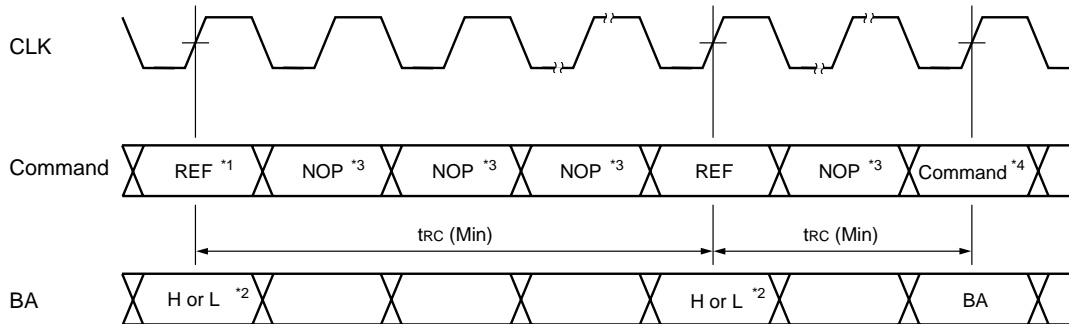 CLK
Command REF *1 NOP *3 NOP *3 NOP *3 REF NOP *3 Command *4
tRC (Min) tRC (Min)
BA H or L *2 H or L *2 BA